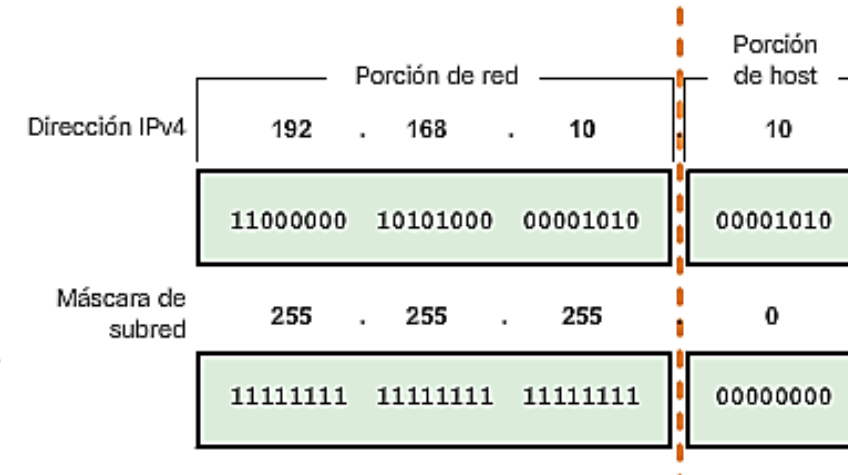 Porción
Porción de red
de host
Dirección IPv4
192 . 168 . 10 . 10
11000000 10101000 00001010 00001010
Máscara de
subred
255 . 255 . 255 . 0
11111111 11111111 11111111 00000000